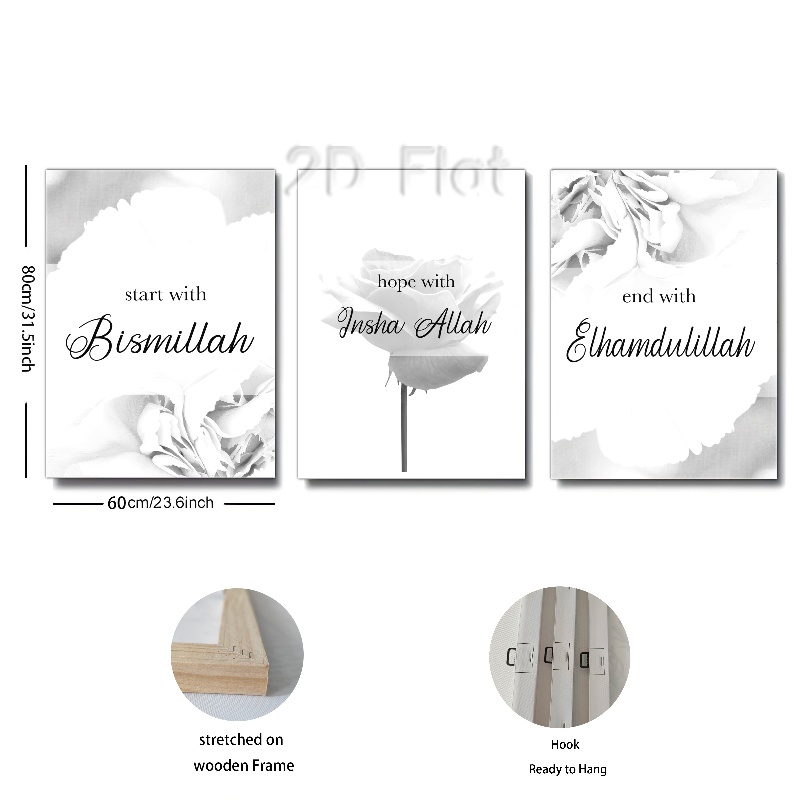 2D Flat
start with
Bismillah
hope with
Insha Allah
end with
Elhamdulillah
80cm/31.5inch
60cm/23.6inch
stretched on
wooden Frame
Hook
Ready to Hang